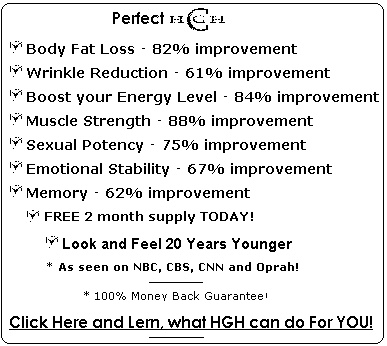 Perfect HGH
Body Fat Loss - 82% improvement
Wrinkle Reduction - 61% improvement
Boost your Energy Level - 84% improvement
Muscle Strength - 88% improvement
Sexual Potency - 75% improvement
Emotional Stability - 67% improvement
Memory - 62% improvement
FREE 2 month supply TODAY!
Look and Feel 20 Years Younger
* As seen on NBC, CBS, CNN and Oprah!
* 100% Money Back Guarantee!
Click Here and Lern, what HGH can do For YOU!